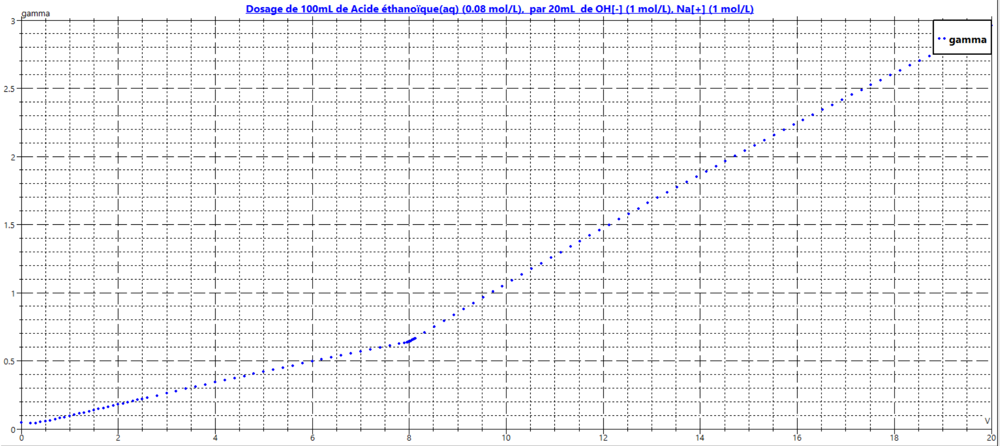 Dosage de 100mL de Acide éthanoïque(aq) (0.08 mol/L),  par 20mL  de OH[-] (1 mol/L), Na[+] (1 mol/L)
gamma
3
gamma
2.5
2
1.5
1
0.5
V
0
0 2 4 6 8 10 12 14 16 18 20